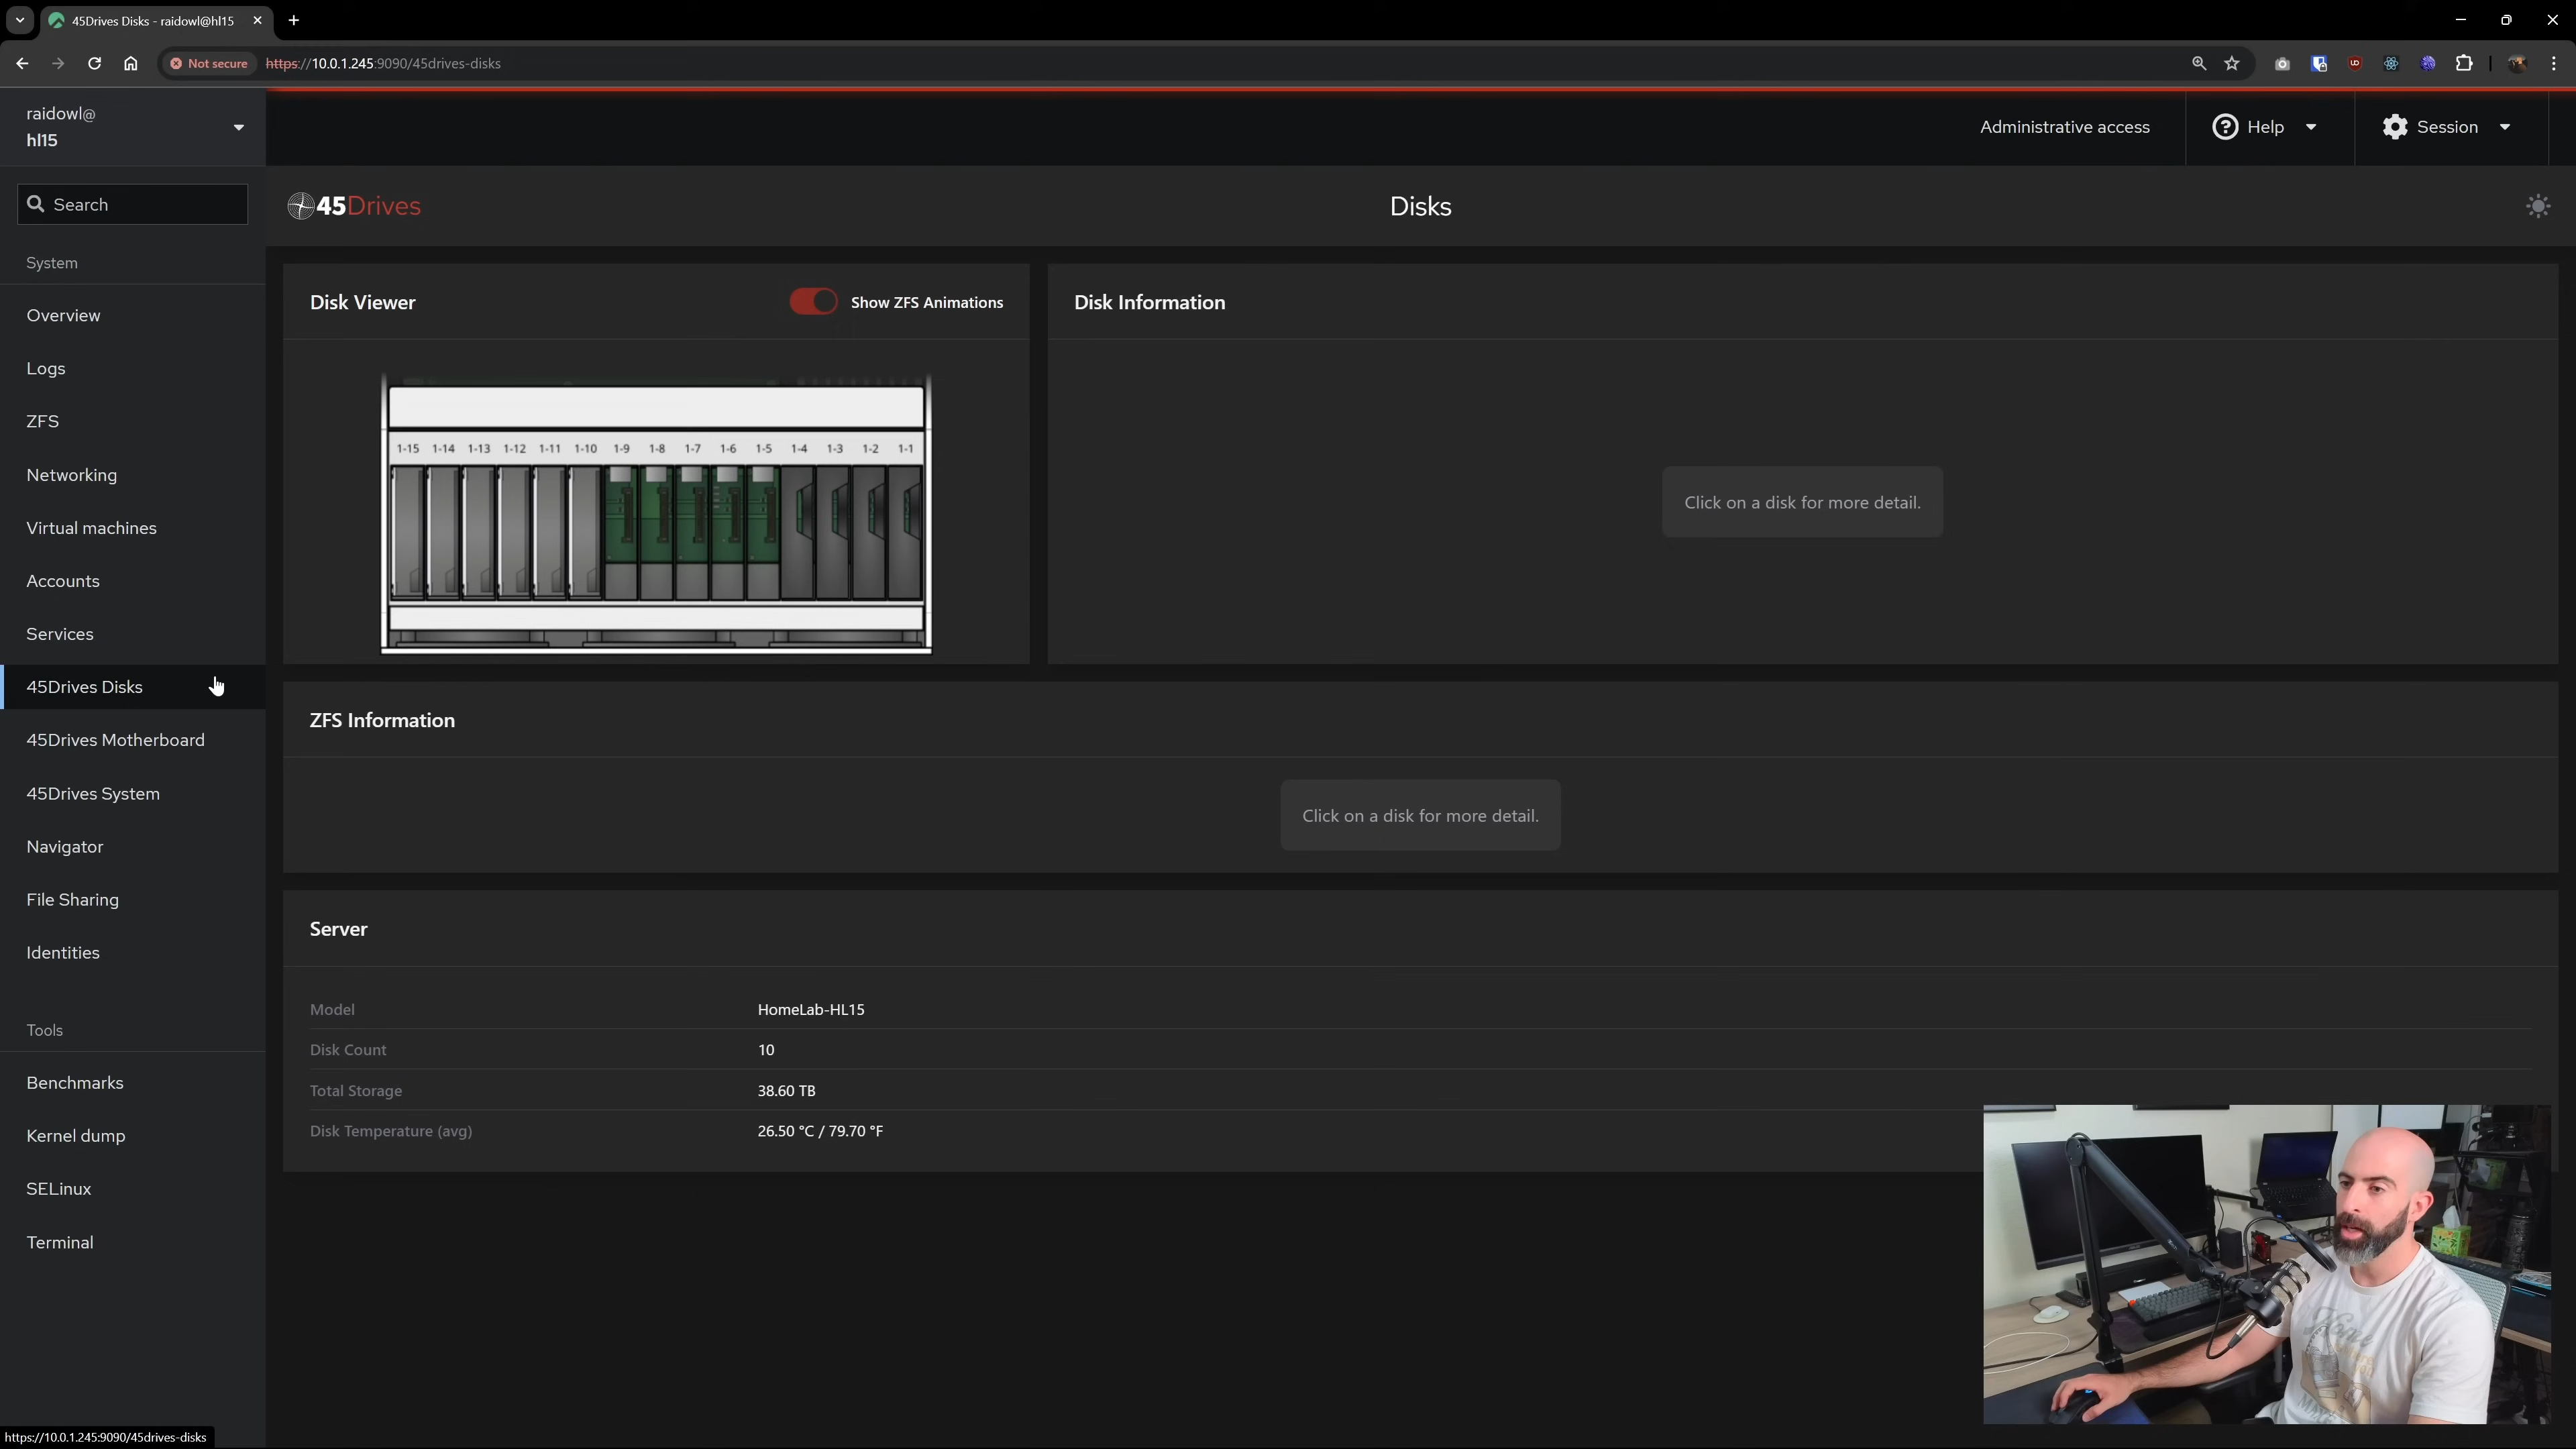 45Drives Disks - raidowl@hl15
Not secure
https://10.0.1.245:9090/45drives-disks
raidowl@
hl15
Administrative access
Help
Session
Search
45Drives
Disks
System
Overview
Logs
ZFS
Networking
Virtual machines
Accounts
Services
45Drives Disks
45Drives Motherboard
45Drives System
Navigator
File Sharing
Identities
Tools
Benchmarks
Kernel dump
SELinux
Terminal
Disk Viewer
Show ZFS Animations
1-15 1-14 1-13 1-12 1-11 1-10 1-9 1-8 1-7 1-6 1-5 1-4 1-3 1-2 1-1
Disk Information
Click on a disk for more detail.
ZFS Information
Click on a disk for more detail.
Server
Model HomeLab-HL15
Disk Count 10
Total Storage 38.60 TB
Disk Temperature (avg) 26.50 °C / 79.70 °F
https://10.0.1.245:9090/45drives-disks